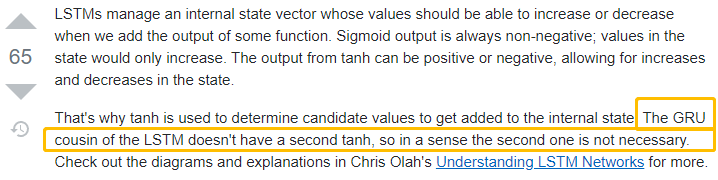 LSTMs manage an internal state vector whose values should be able to increase or decrease
when we add the output of some function. Sigmoid output is always non-negative; values in
the state would only increase. The output from tanh can be positive or negative, allowing for increases
and decreases in the state.
65
That's why tanh is used to determine candidate values to get added to the internal state. The GRU
cousin of the LSTM doesn't have a second tanh, so in a sense the second one is not necessary.
Check out the diagrams and explanations in Chris Olah's Understanding LSTM Networks for more.